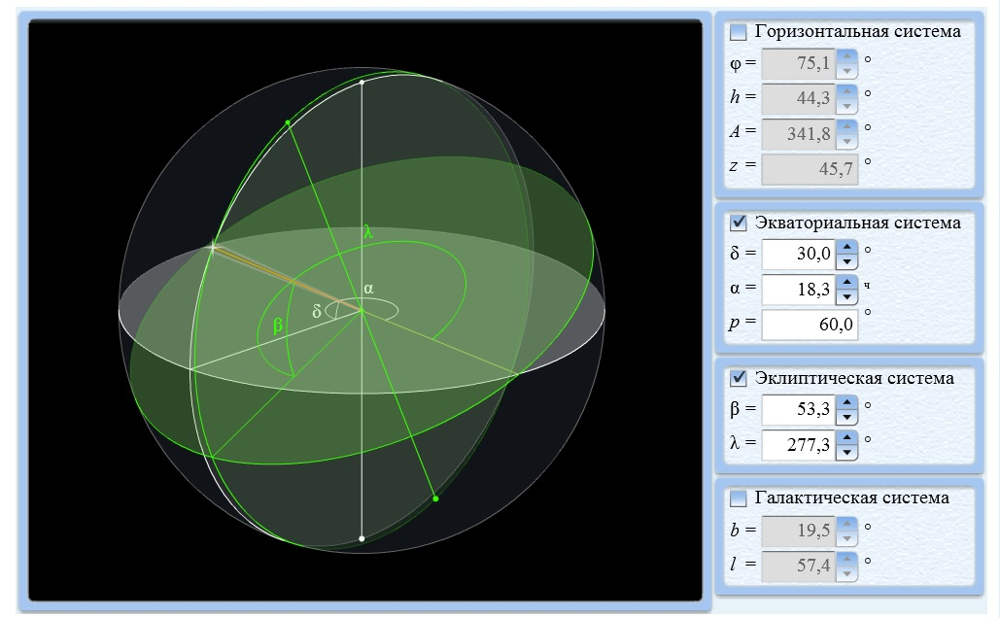 Горизонтальная система
φ = 75,1 °
h = 44,3 °
A = 341,8 °
z = 45,7 °
Экваториальная система
δ = 30,0 °
α = 18,3 ч
p = 60,0 °
Эклиптическая система
β = 53,3 °
λ = 277,3 °
Галактическая система
b = 19,5 °
l = 57,4 °
λ
α
δ
β